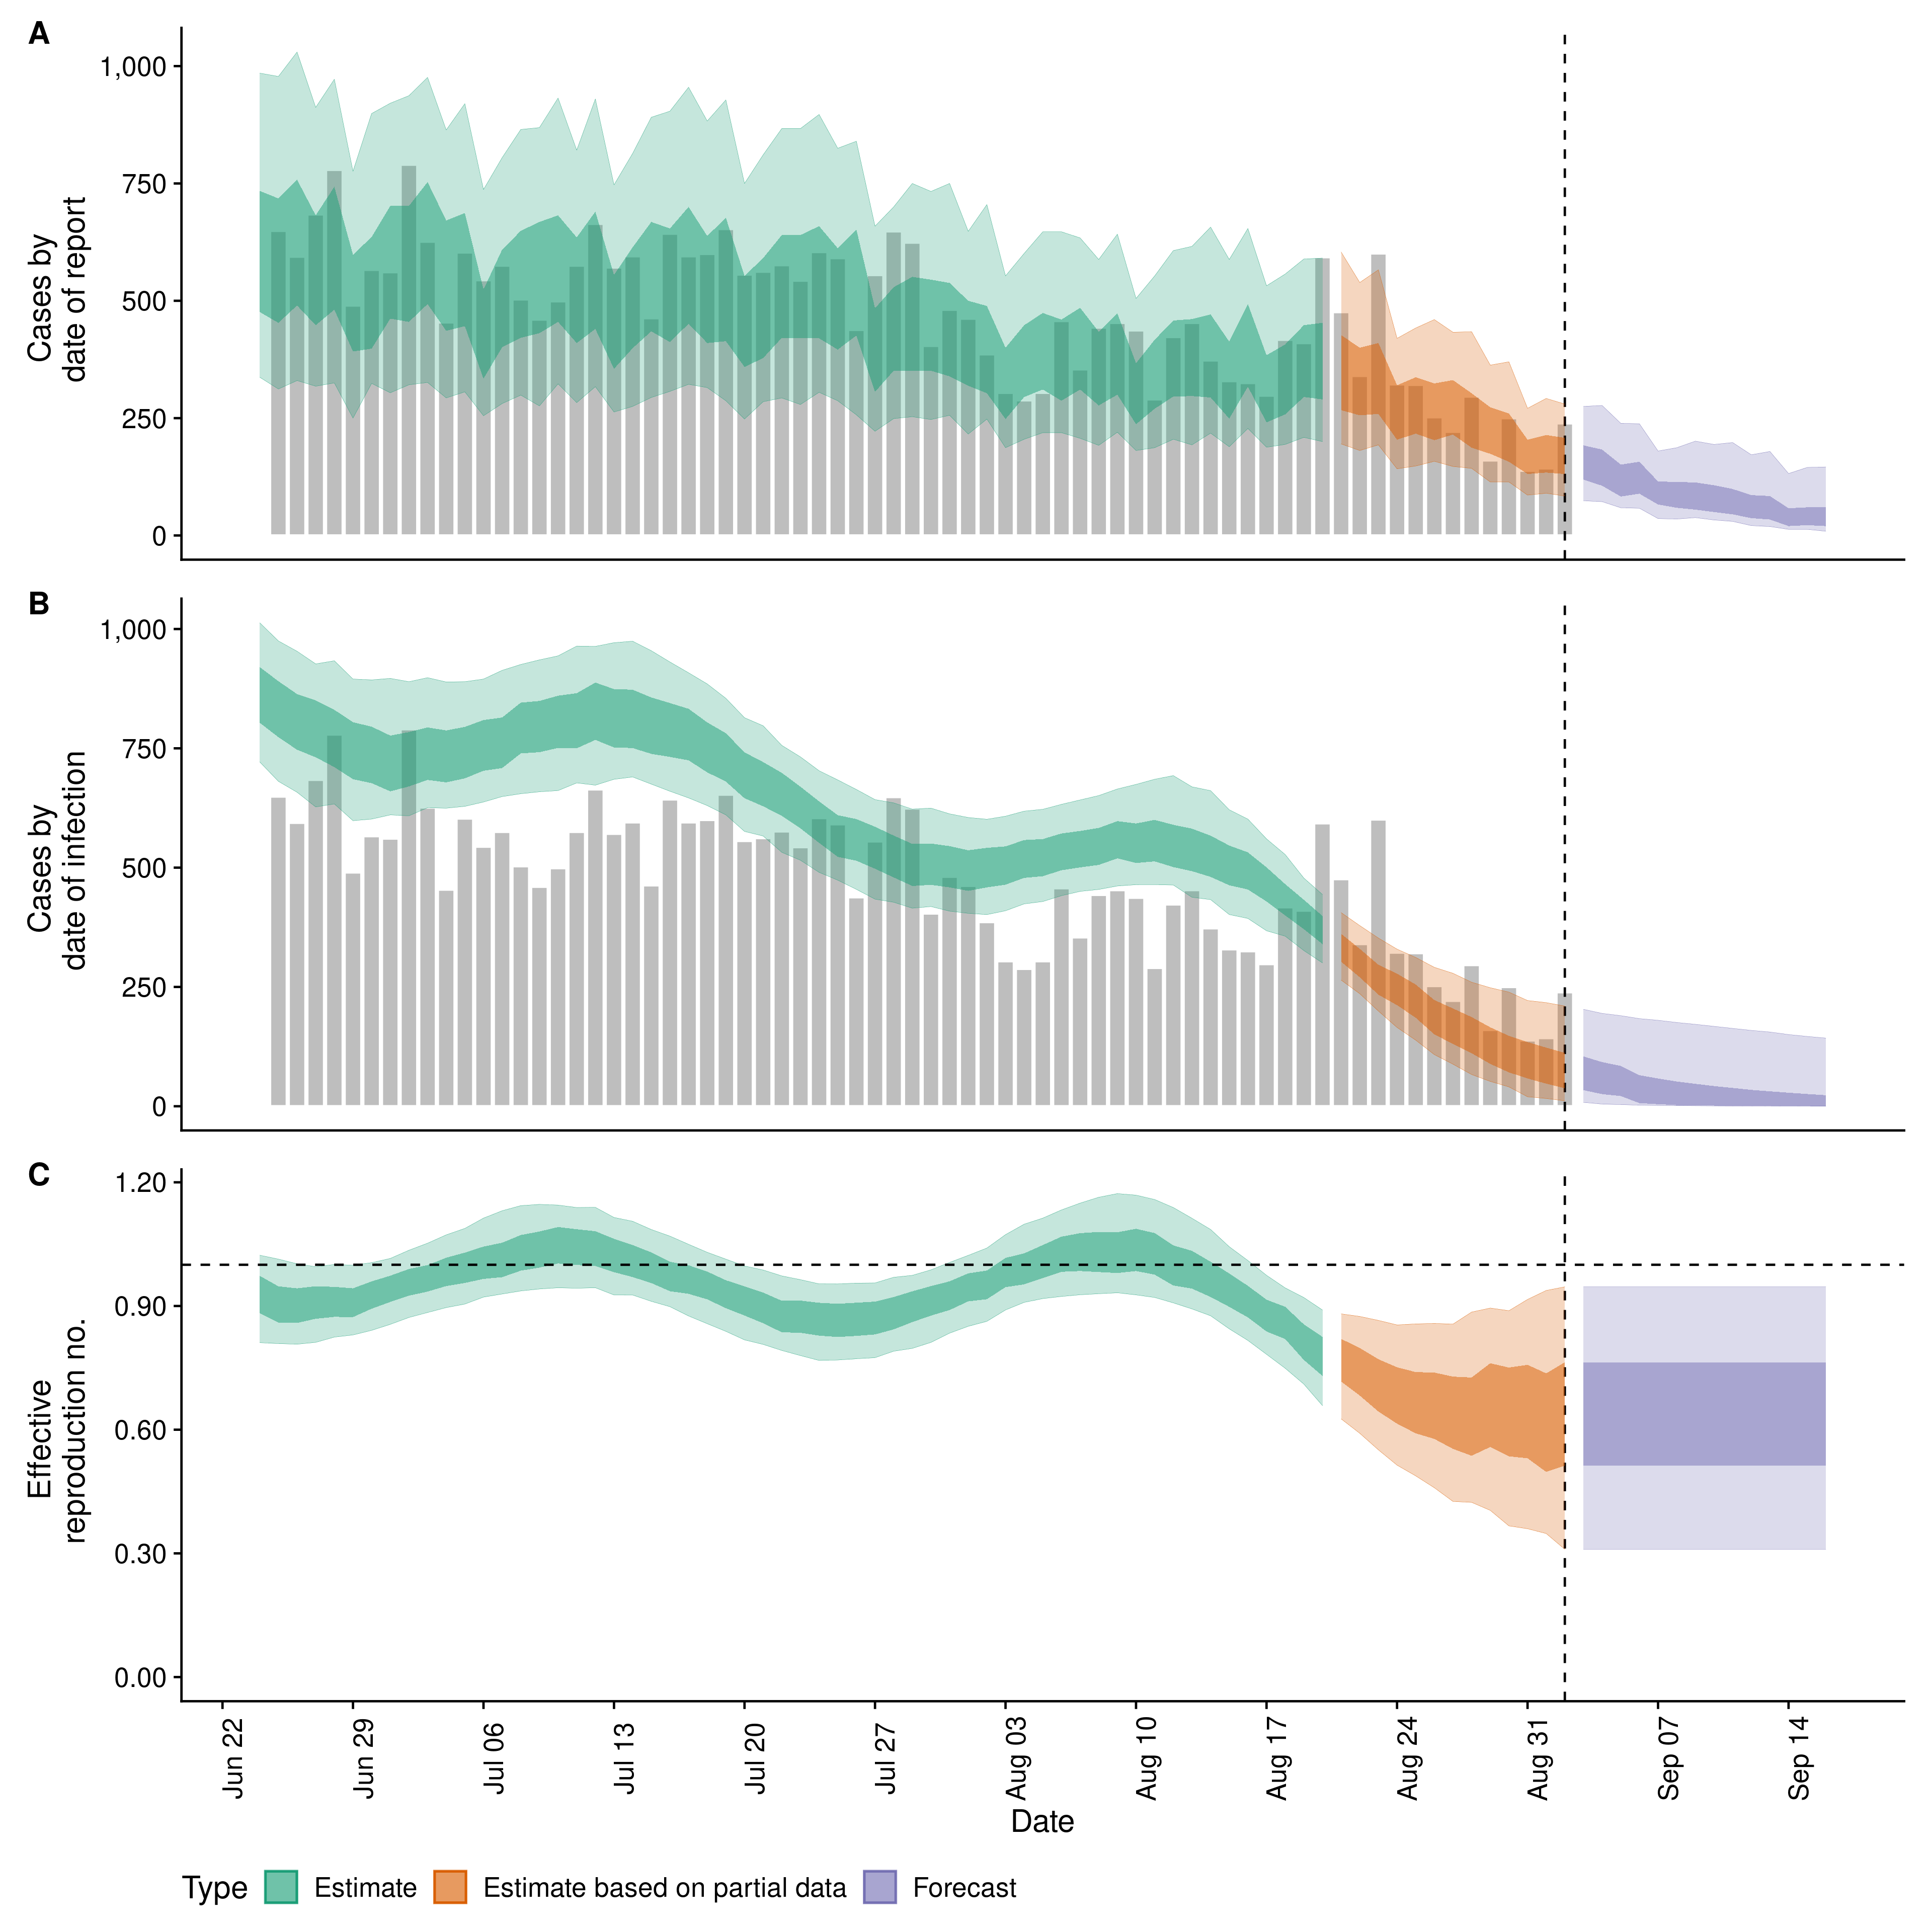 A
1,000
750
500
250
0
Cases by
date of report
B
1,000
750
500
250
0
Cases by
date of infection
C
1.20
0.90
0.60
0.30
0.00
Effective
reproduction no.
Jun 22
Jun 29
Jul 06
Jul 13
Jul 20
Jul 27
Aug 03
Aug 10
Aug 17
Aug 24
Aug 31
Sep 07
Sep 14
Date
Type Estimate Estimate based on partial data Forecast